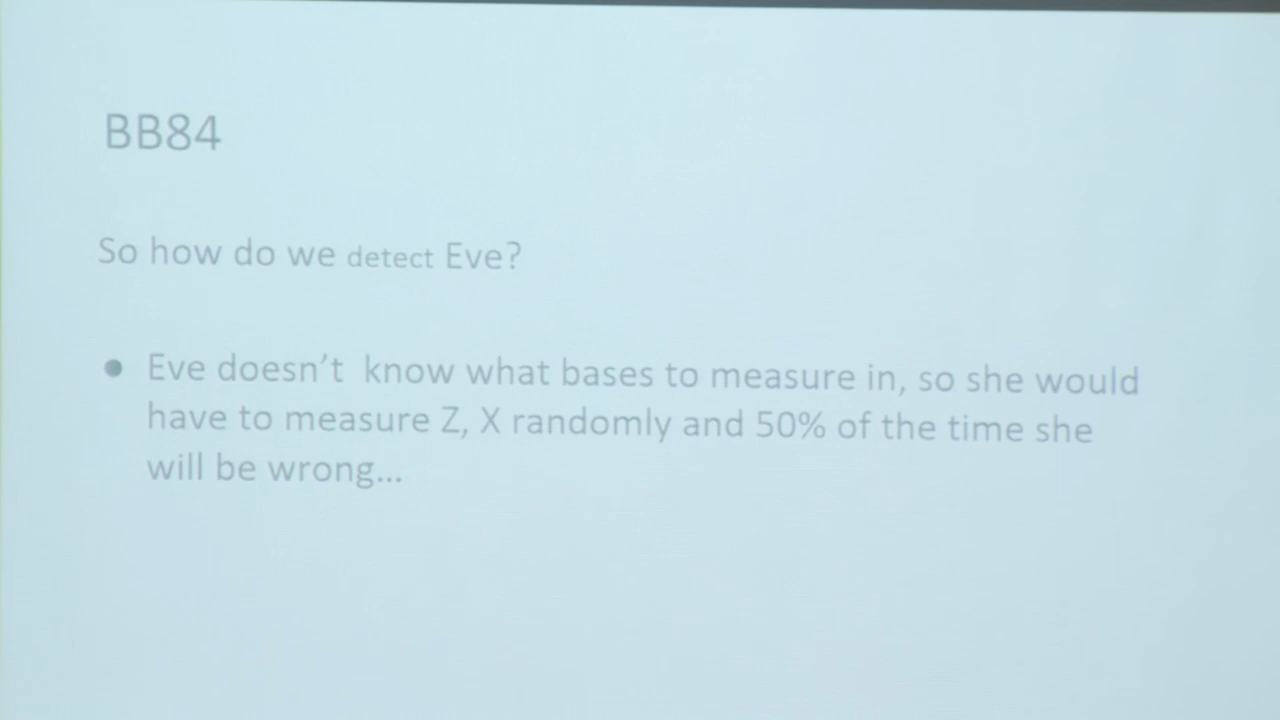 BB84
So how do we detect Eve?
● Eve doesn’t know what bases to measure in, so she would
have to measure Z, X randomly and 50% of the time she
will be wrong...